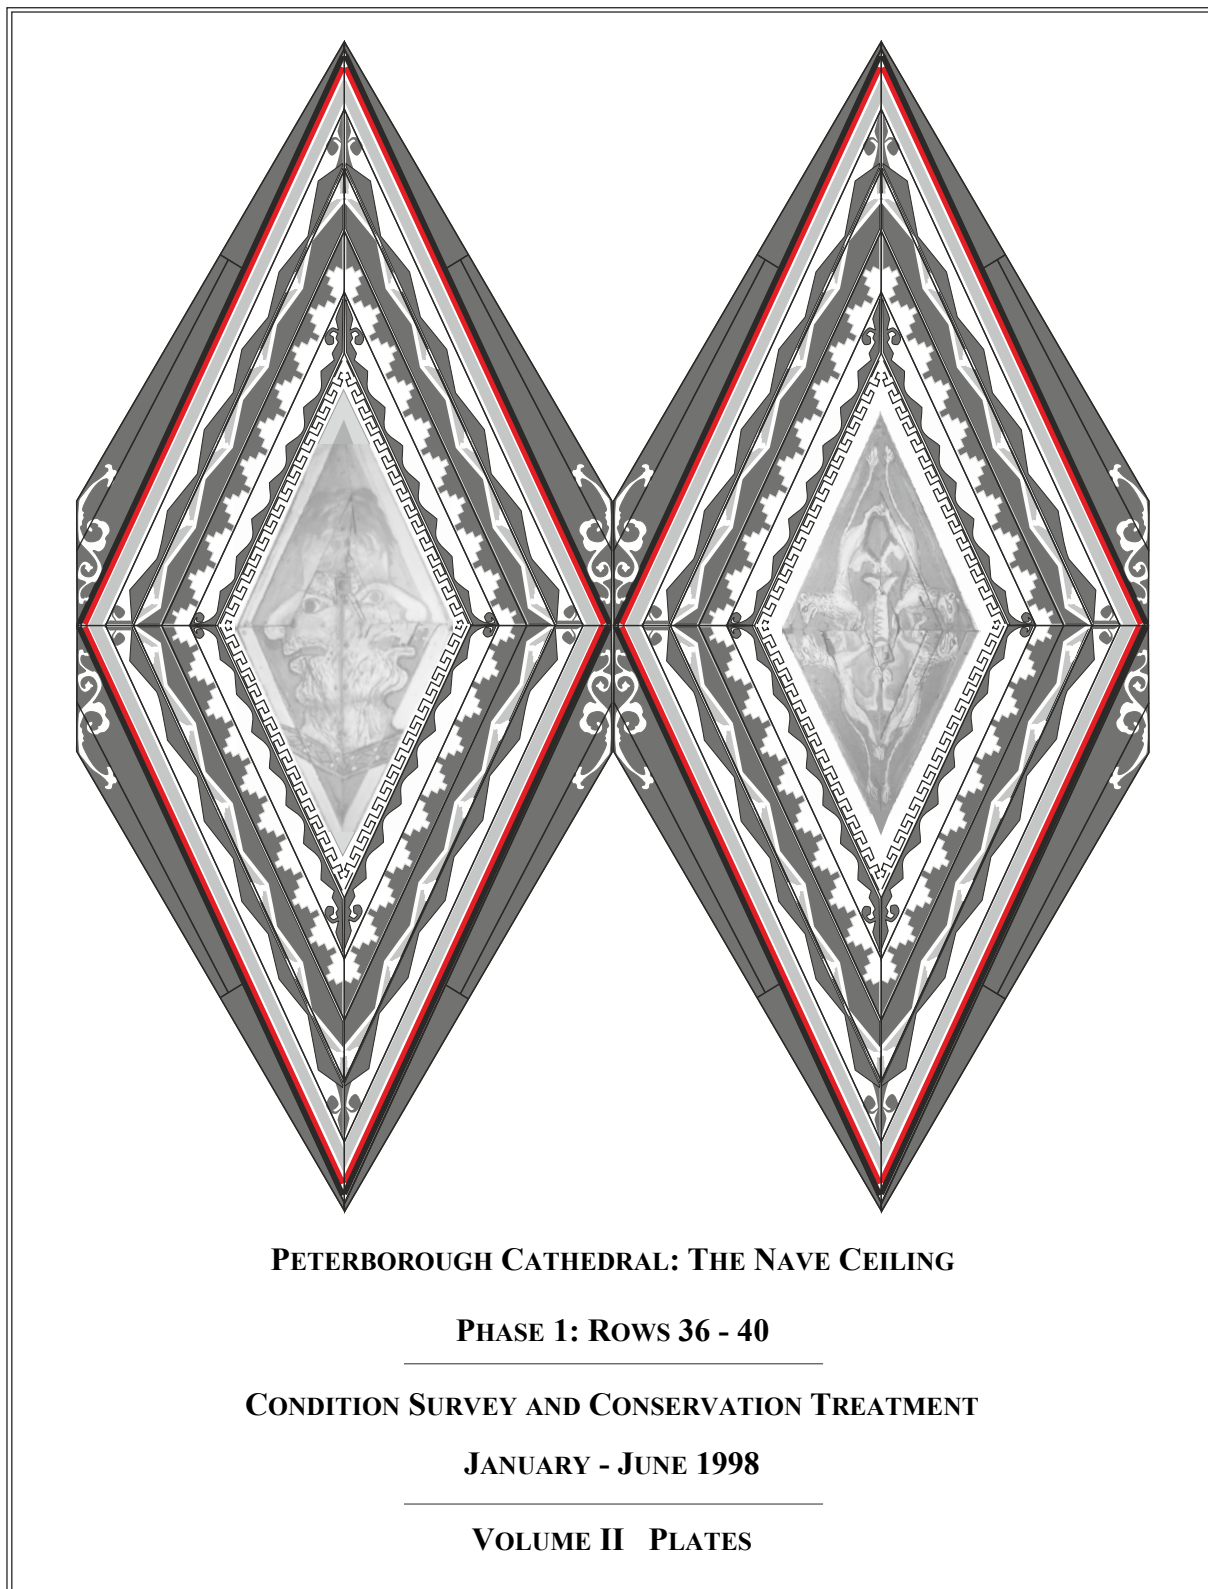 PETERBOROUGH CATHEDRAL: THE NAVE CEILING
PHASE 1: ROWS 36 - 40
CONDITION SURVEY AND CONSERVATION TREATMENT
JANUARY - JUNE 1998
VOLUME II PLATES